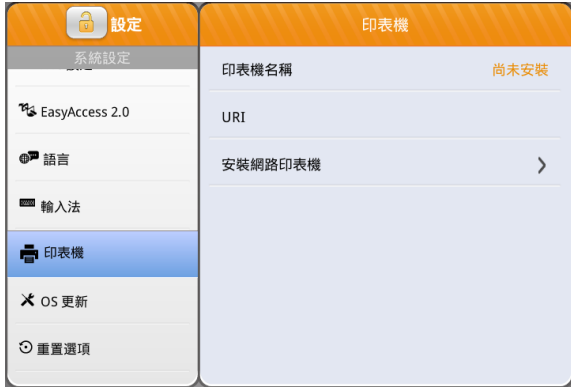 設定
系統設定
EasyAccess 2.0
語言
輸入法
印表機
OS 更新
重置選項
印表機
印表機名稱 尚未安裝
URI
安裝網路印表機